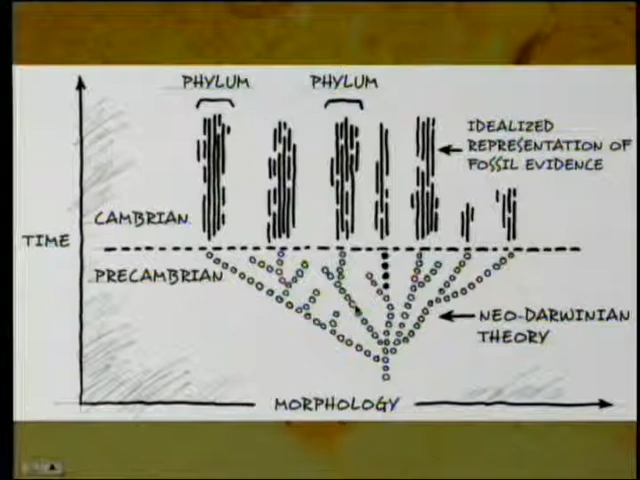 PHYLUM
PHYLUM
IDEALIZED
REPRESENTATION OF
FOSSIL EVIDENCE
CAMBRIAN
TIME
PRECAMBRIAN
NEO-DARWINIAN
THEORY
MORPHOLOGY